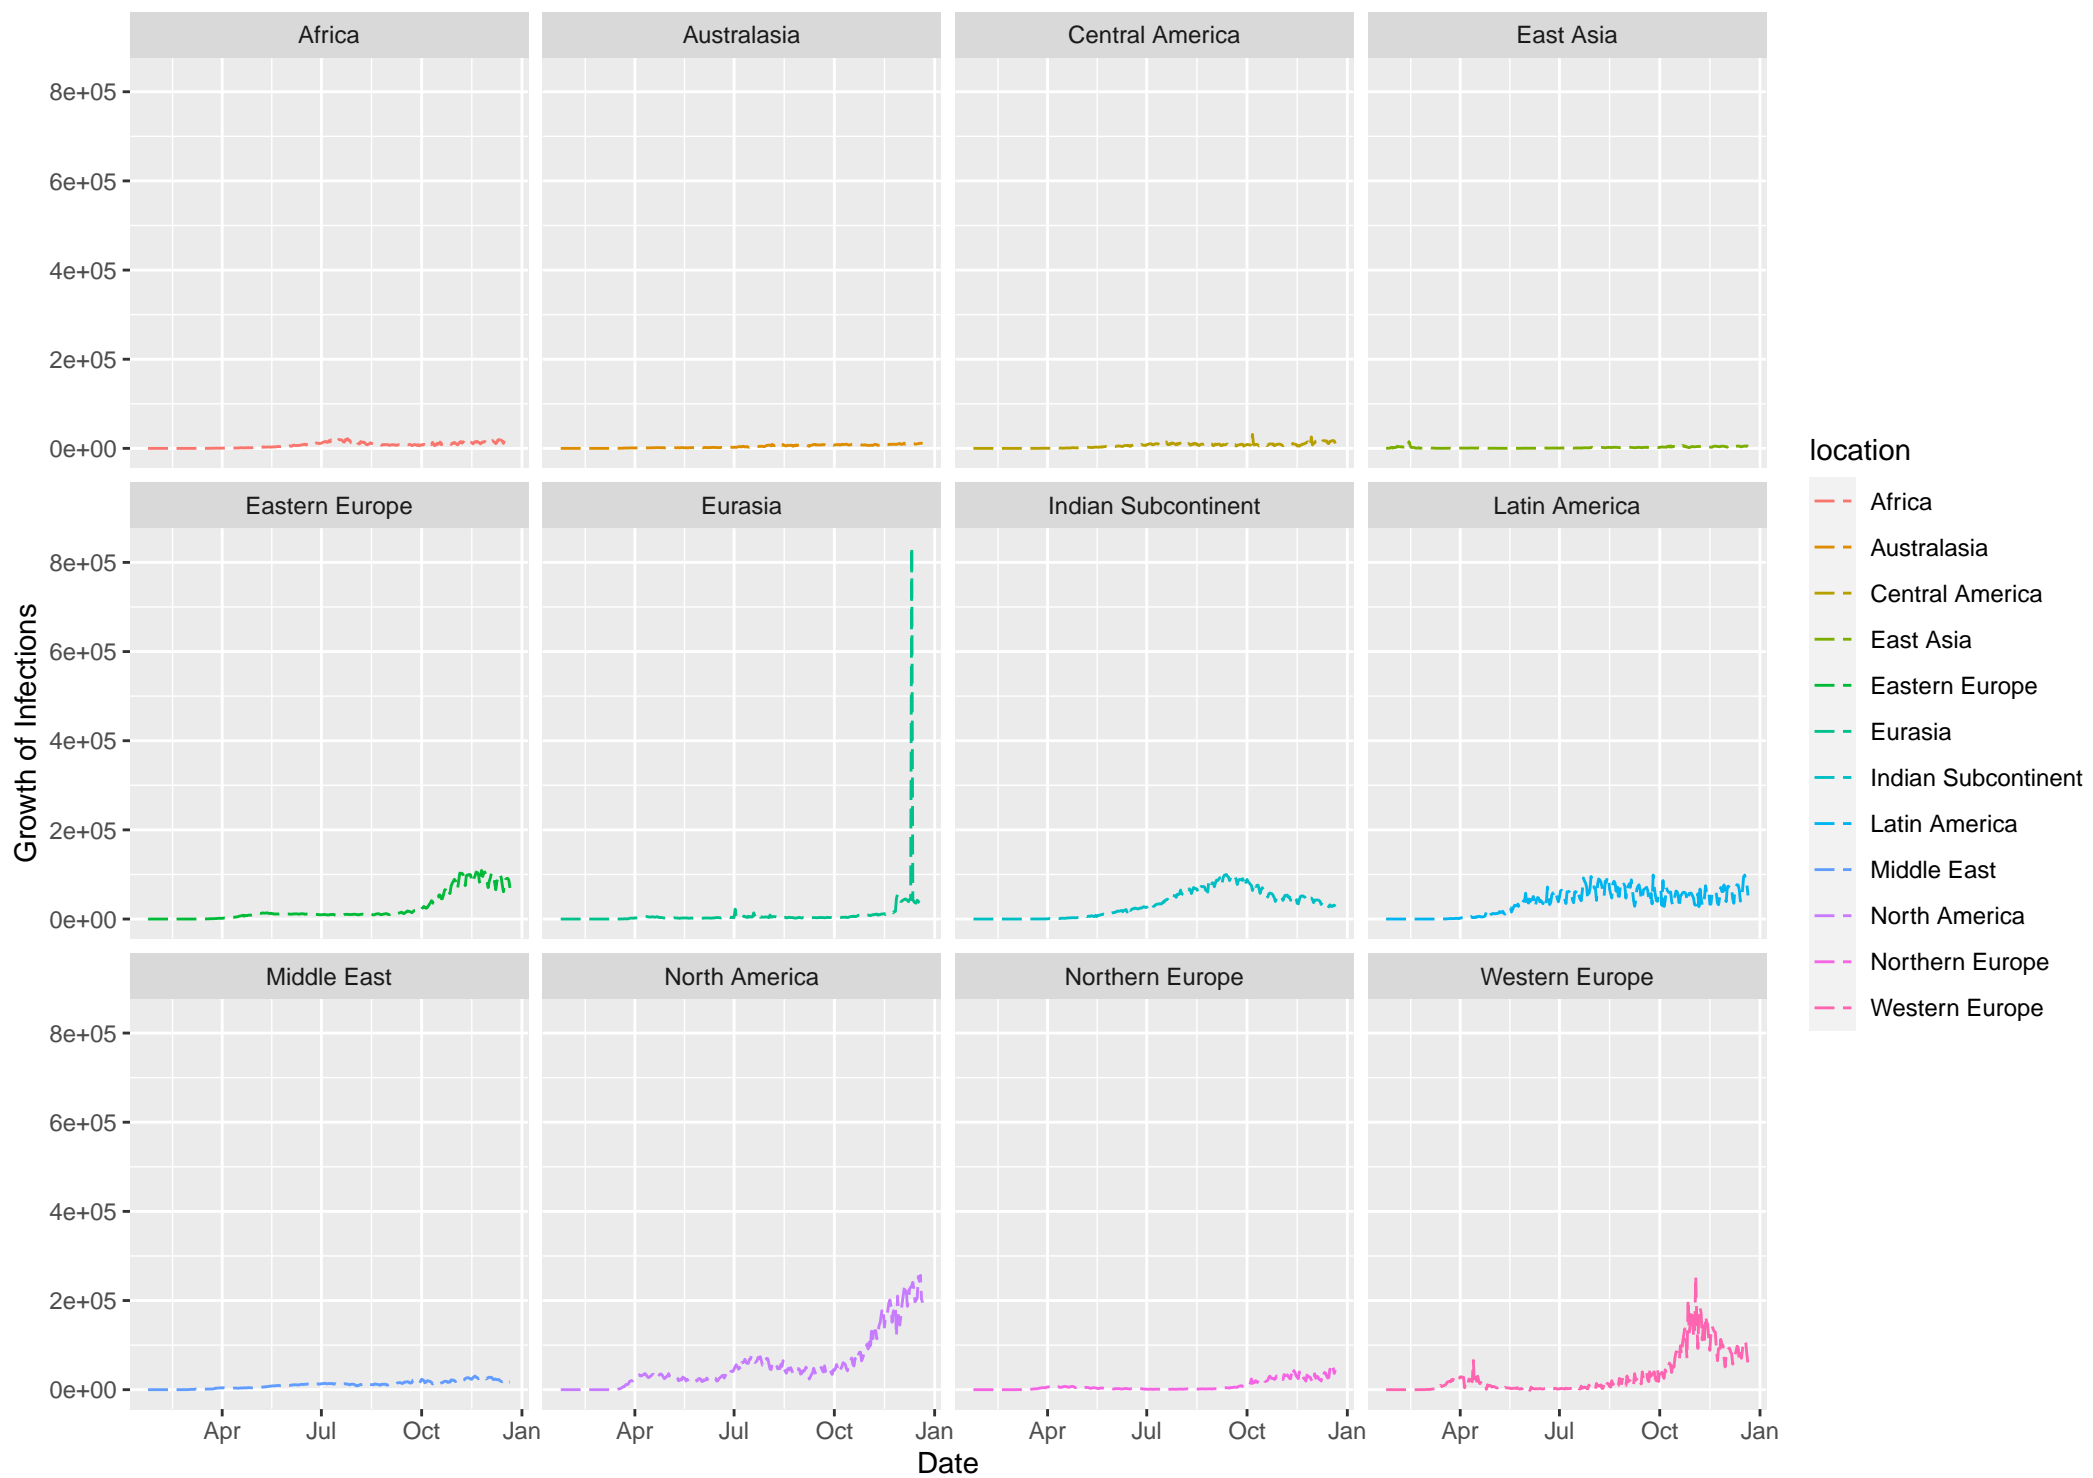 Africa
Australasia
Central America
East Asia
8e+05
6e+05
4e+05
2e+05
0e+00
Eastern Europe
Eurasia
Indian Subcontinent
Latin America
8e+05
6e+05
4e+05
2e+05
0e+00
Middle East
North America
Northern Europe
Western Europe
8e+05
6e+05
4e+05
2e+05
0e+00
Apr Jul Oct Jan
Apr Jul Oct Jan
Apr Jul Oct Jan
Apr Jul Oct Jan
Date
Growth of Infections
location
Africa
Australasia
Central America
East Asia
Eastern Europe
Eurasia
Indian Subcontinent
Latin America
Middle East
North America
Northern Europe
Western Europe